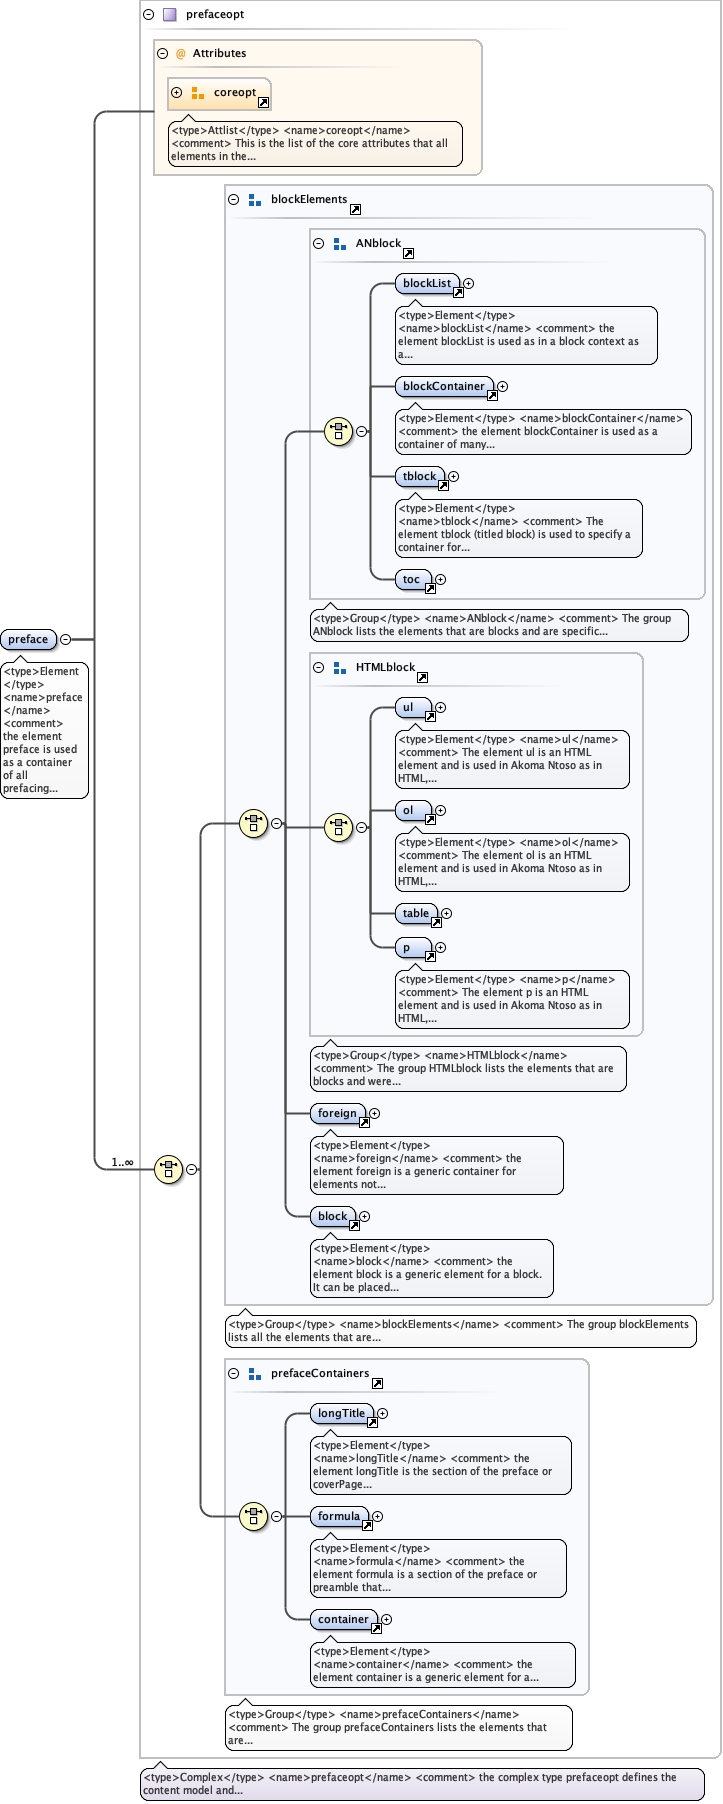 prefaceopt
@ Attributes
coreopt
<type>Attlist</type> <name>coreopt</name>
<comment> This is the list of the core attributes that all
elements in the...
blockElements
ANblock
blockList
<type>Element</type>
<name>blockList</name> <comment> the
element blockList is used as in a block context as
a...
blockContainer
<type>Element</type> <name>blockContainer</name>
<comment> the element blockContainer is used as a
container of many...
tblock
<type>Element</type>
<name>tblock</name> <comment> The
element tblock (titled block) is used to specify a
container for...
toc
<type>Group</type> <name>ANblock</name> <comment> The group
ANblock lists the elements that are blocks and are specific...
preface
<type>Element
</type>
<name>preface
</name>
<comment>
the element
preface is used
as a container
of all
prefacing...
HTMLblock
ul
<type>Element</type> <name>ul</name>
<comment> The element ul is an HTML
element and is used in Akoma Ntoso as in
HTML,...
ol
<type>Element</type> <name>ol</name>
<comment> The element ol is an HTML
element and is used in Akoma Ntoso as in
HTML,...
table
p
<type>Element</type> <name>p</name>
<comment> The element p is an HTML
element and is used in Akoma Ntoso as in
HTML,...
<type>Group</type> <name>HTMLblock</name>
<comment> The group HTMLblock lists the elements that are
blocks and were...
foreign
<type>Element</type>
<name>foreign</name> <comment> the
element foreign is a generic container for
elements not...
1..∞
block
<type>Element</type>
<name>block</name> <comment> the
element block is a generic element for a block.
It can be placed...
<type>Group</type> <name>blockElements</name> <comment> The group blockElements
lists all the elements that are...
prefaceContainers
longTitle
<type>Element</type>
<name>longTitle</name> <comment> the
element longTitle is the section of the preface or
coverPage...
formula
<type>Element</type>
<name>formula</name> <comment> the
element formula is a section of the preface or
preamble that...
container
<type>Element</type>
<name>container</name> <comment> the
element container is a generic element for a...
<type>Group</type> <name>prefaceContainers</name>
<comment> The group prefaceContainers lists the elements that
are...
<type>Complex</type> <name>prefaceopt</name> <comment> the complex type prefaceopt defines the
content model and...